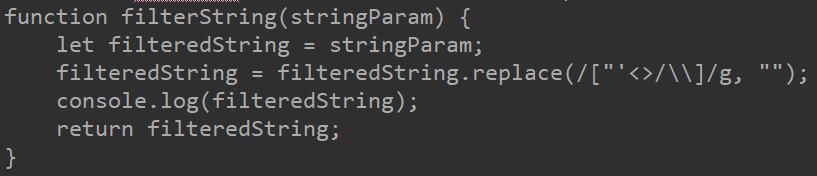 function filterString(stringParam) {
    let filteredString = stringParam;
    filteredString = filteredString.replace(/["'<>/\\]/g, "");
    console.log(filteredString);
    return filteredString;
}